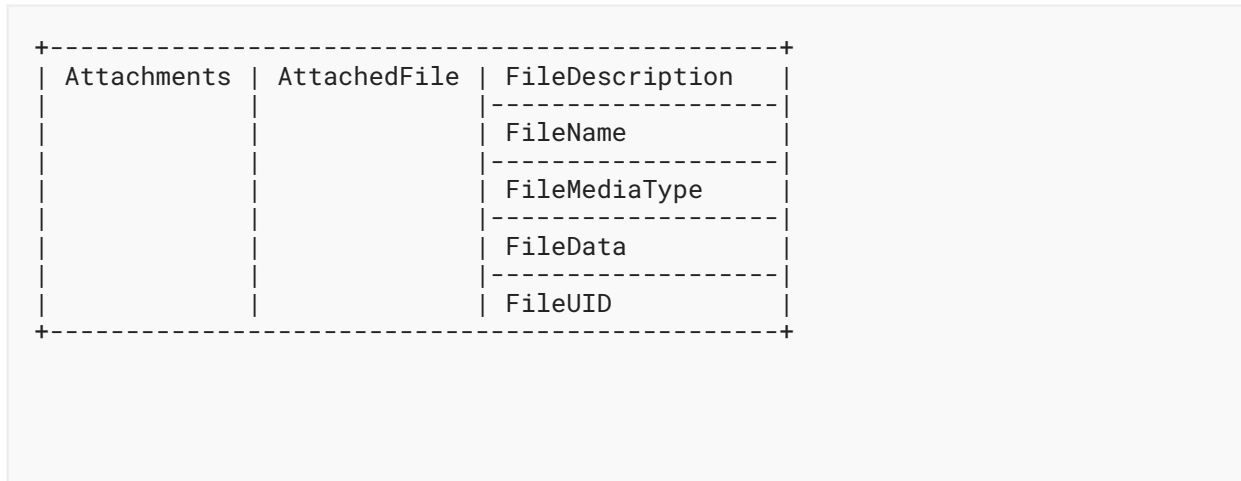 +------------------------------------------------+
| Attachments | AttachedFile | FileDescription   |
|             |              |-------------------|
|             |              | FileName          |
|             |              |-------------------|
|             |              | FileMediaType     |
|             |              |-------------------|
|             |              | FileData          |
|             |              |-------------------|
|             |              | FileUID           |
+------------------------------------------------+